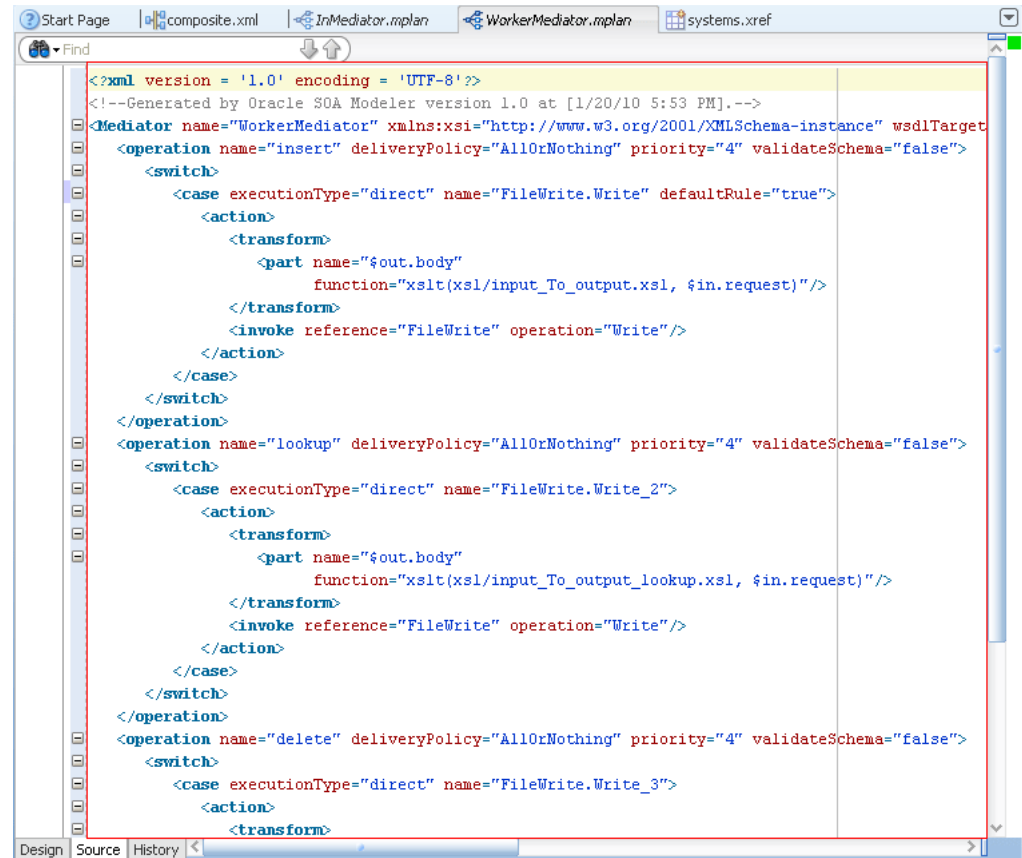 Start Page composite.xml InMediator.mplan WorkerMediator.mplan systems.xref
Find
<?xml version = '1.0' encoding = 'UTF-8'?>
<!--Generated by Oracle SOA Modeler version 1.0 at [1/20/10 5:53 PM].-->
<Mediator name="WorkerMediator" xmlns:xsi="http://www.w3.org/2001/XMLSchema-instance" wsdlTarget
<operation name="insert" deliveryPolicy="AllOrNothing" priority="4" validateSchema="false">
<switch>
<case executionType="direct" name="FileWrite.Write" defaultRule="true">
<action>
<transform>
<part name="$out.body"
function="xslt(xsl/input_To_output.xsl, $in.request)"/>
</transform>
<invoke reference="FileWrite" operation="Write"/>
</action>
</case>
</switch>
</operation>
<operation name="lookup" deliveryPolicy="AllOrNothing" priority="4" validateSchema="false">
<switch>
<case executionType="direct" name="FileWrite.Write_2">
<action>
<transform>
<part name="$out.body"
function="xslt(xsl/input_To_output_lookup.xsl, $in.request)"/>
</transform>
<invoke reference="FileWrite" operation="Write"/>
</action>
</case>
</switch>
</operation>
<operation name="delete" deliveryPolicy="AllOrNothing" priority="4" validateSchema="false">
<switch>
<case executionType="direct" name="FileWrite.Write_3">
<action>
<transform>
Design Source History